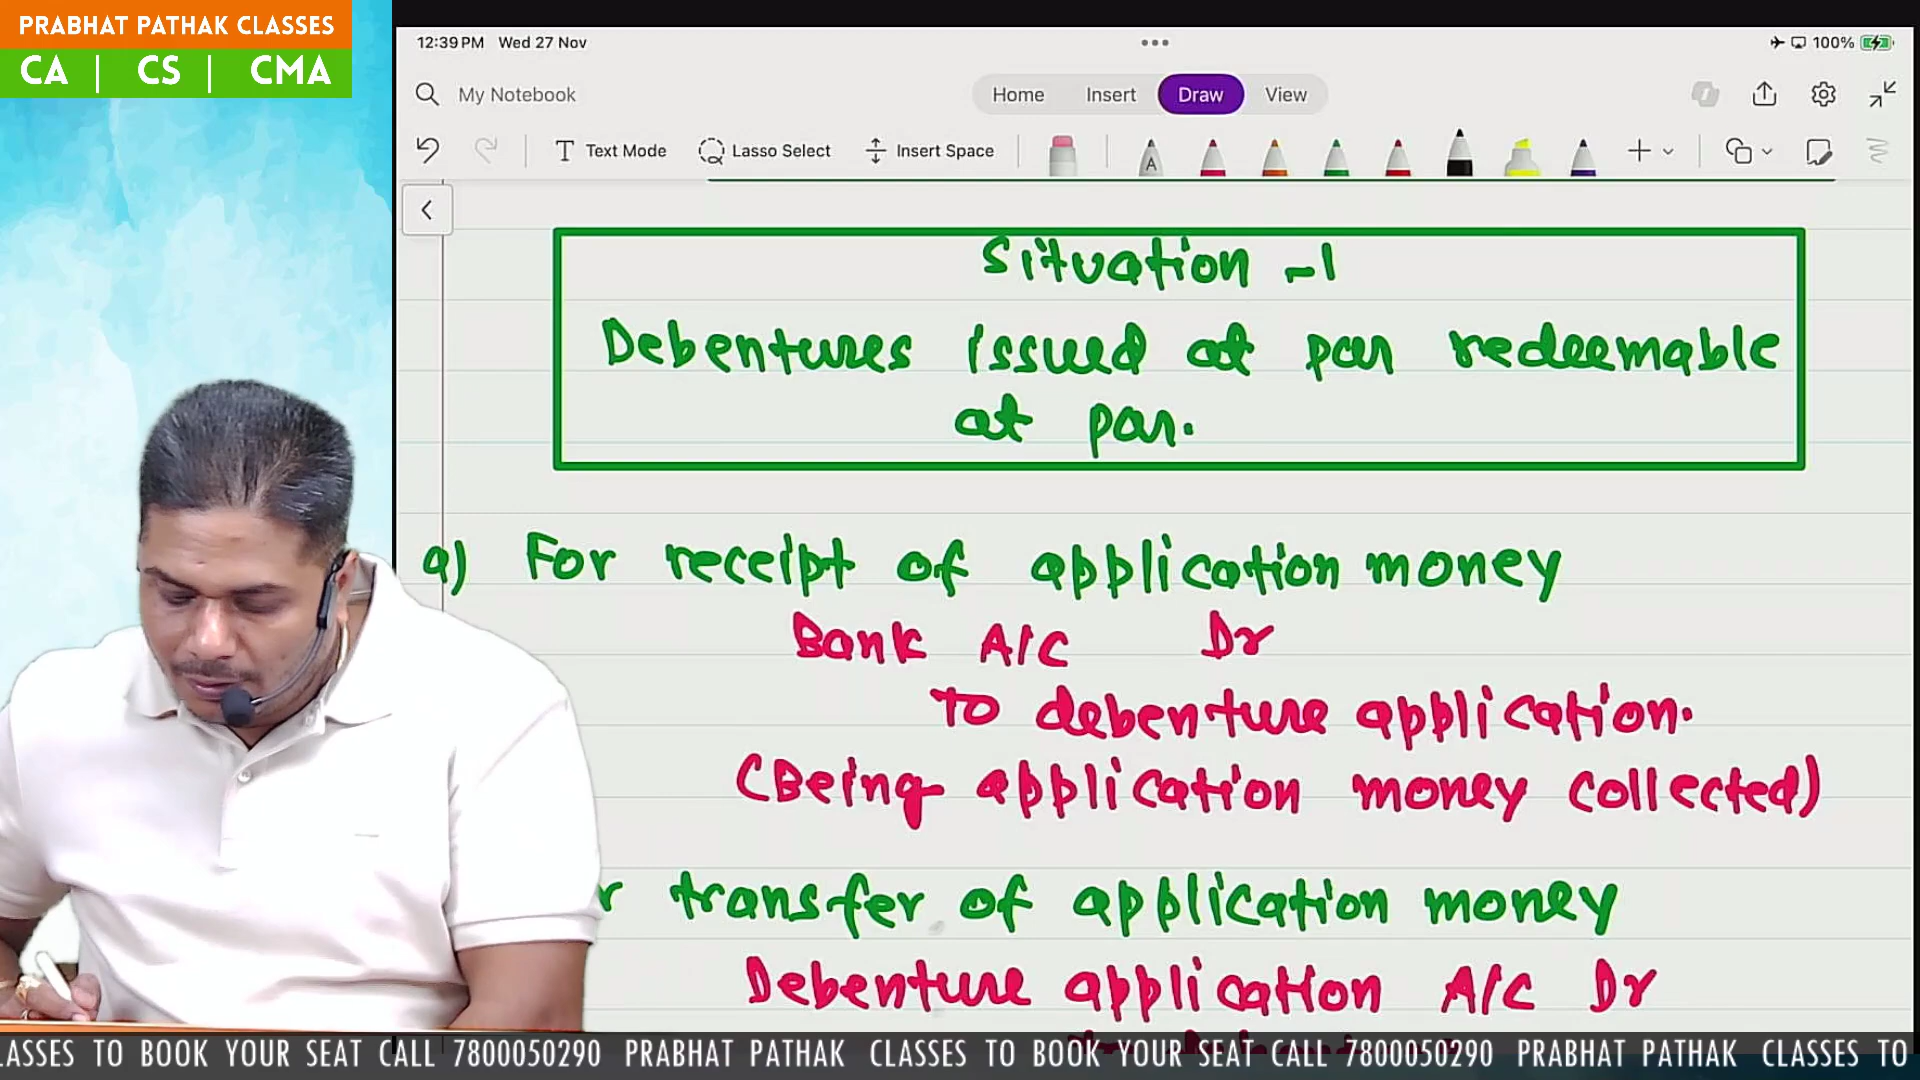 PRABHAT PATHAK CLASSES
CA | CS | CMA
12:39 PM Wed 27 Nov
100%
My Notebook
Home Insert Draw View
Text Mode Lasso Select Insert Space
A
Situation -1
Debentures issued at par redeemable
at par.
a) For receipt of application money
Bank A/C Dr
To debenture application.
(Being application money collected)
r transfer of application money
Debenture application A/C Dr
LASSES TO BOOK YOUR SEAT CALL 7800050290 PRABHAT PATHAK CLASSES TO BOOK YOUR SEAT CALL 7800050290 PRABHAT PATHAK CLASSES TO